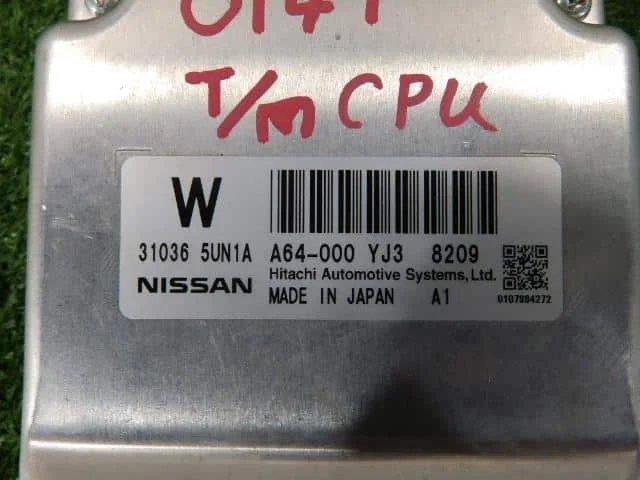 T/M CPU
W
31036 5UN1A A64-000 YJ3 8209
NISSAN Hitachi Automotive Systems, Ltd.
MADE IN JAPAN A1
0107884272